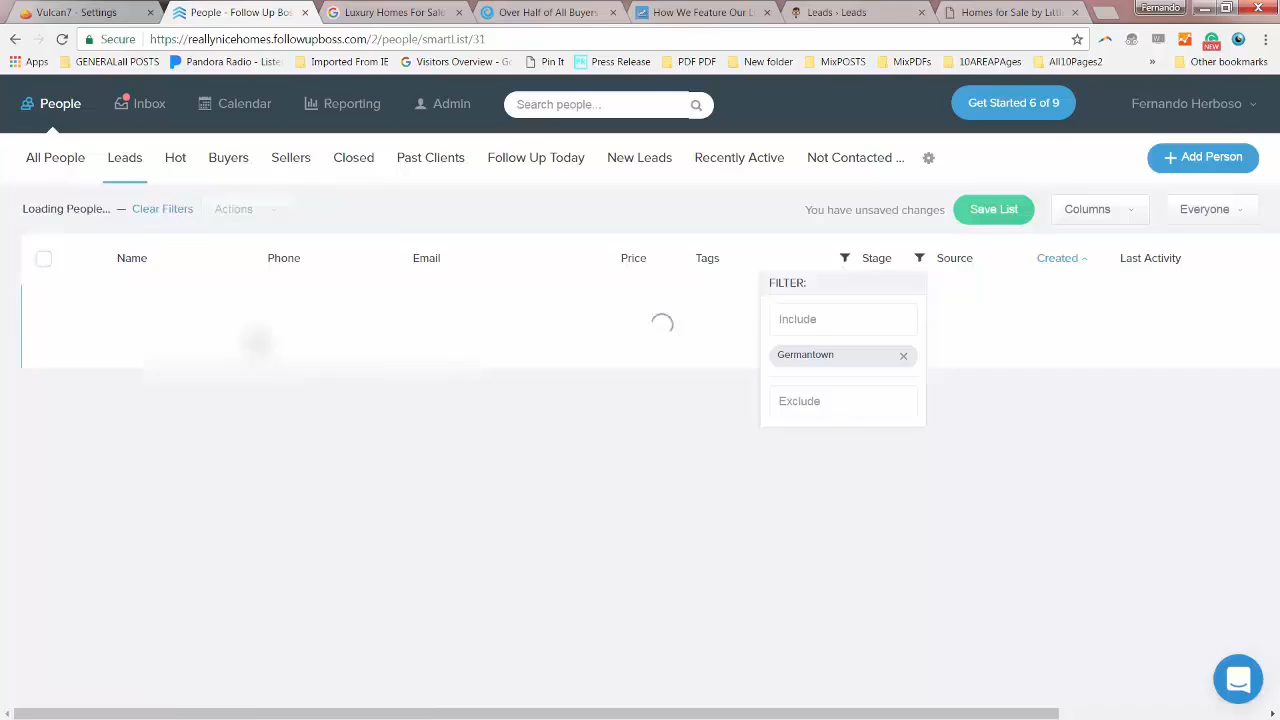 Vulcan7 - Settings
People - Follow Up Bos
Luxury Homes For Sale
Over Half of All Buyers
How We Feature Our Li
Leads ‹ Leads
Homes for Sale by Little
Fernando
Secure
https://reallynicehomes.followupboss.com/2/people/smartList/31
NEW
Apps
GENERALall POSTS
Pandora Radio - Liste
Imported From IE
Visitors Overview - G
Pin It
Press Release
PDF PDF
New folder
MixPOSTS
MixPDFs
10AREAPAges
All10Pages2
»
Other bookmarks
People
Inbox
Calendar
Reporting
Admin
Search people...
Get Started 6 of 9
Fernando Herboso
All People
Leads
Hot
Buyers
Sellers
Closed
Past Clients
Follow Up Today
New Leads
Recently Active
Not Contacted ...
+ Add Person
Loading People... — Clear Filters
Actions
You have unsaved changes
Save List
Columns
Everyone
Name
Phone
Email
Price
Tags
Stage
Source
Created
Last Activity
FILTER:
Include
Germantown
Exclude